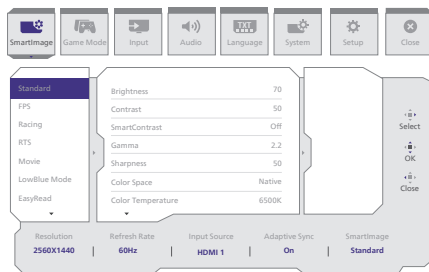 SmartImage
Game Mode
Input
Audio
TXT
Language
System
Setup
Close
Standard
FPS
Racing
RTS
Movie
LowBlue Mode
EasyRead
Brightness 70
Contrast 50
SmartContrast Off
Gamma 2.2
Sharpness 50
Color Space Native
Color Temperature 6500K
Select
OK
Close
Resolution Refresh Rate Input Source Adaptive Sync SmartImage
2560X1440 | 60Hz | HDMI 1 | On | Standard